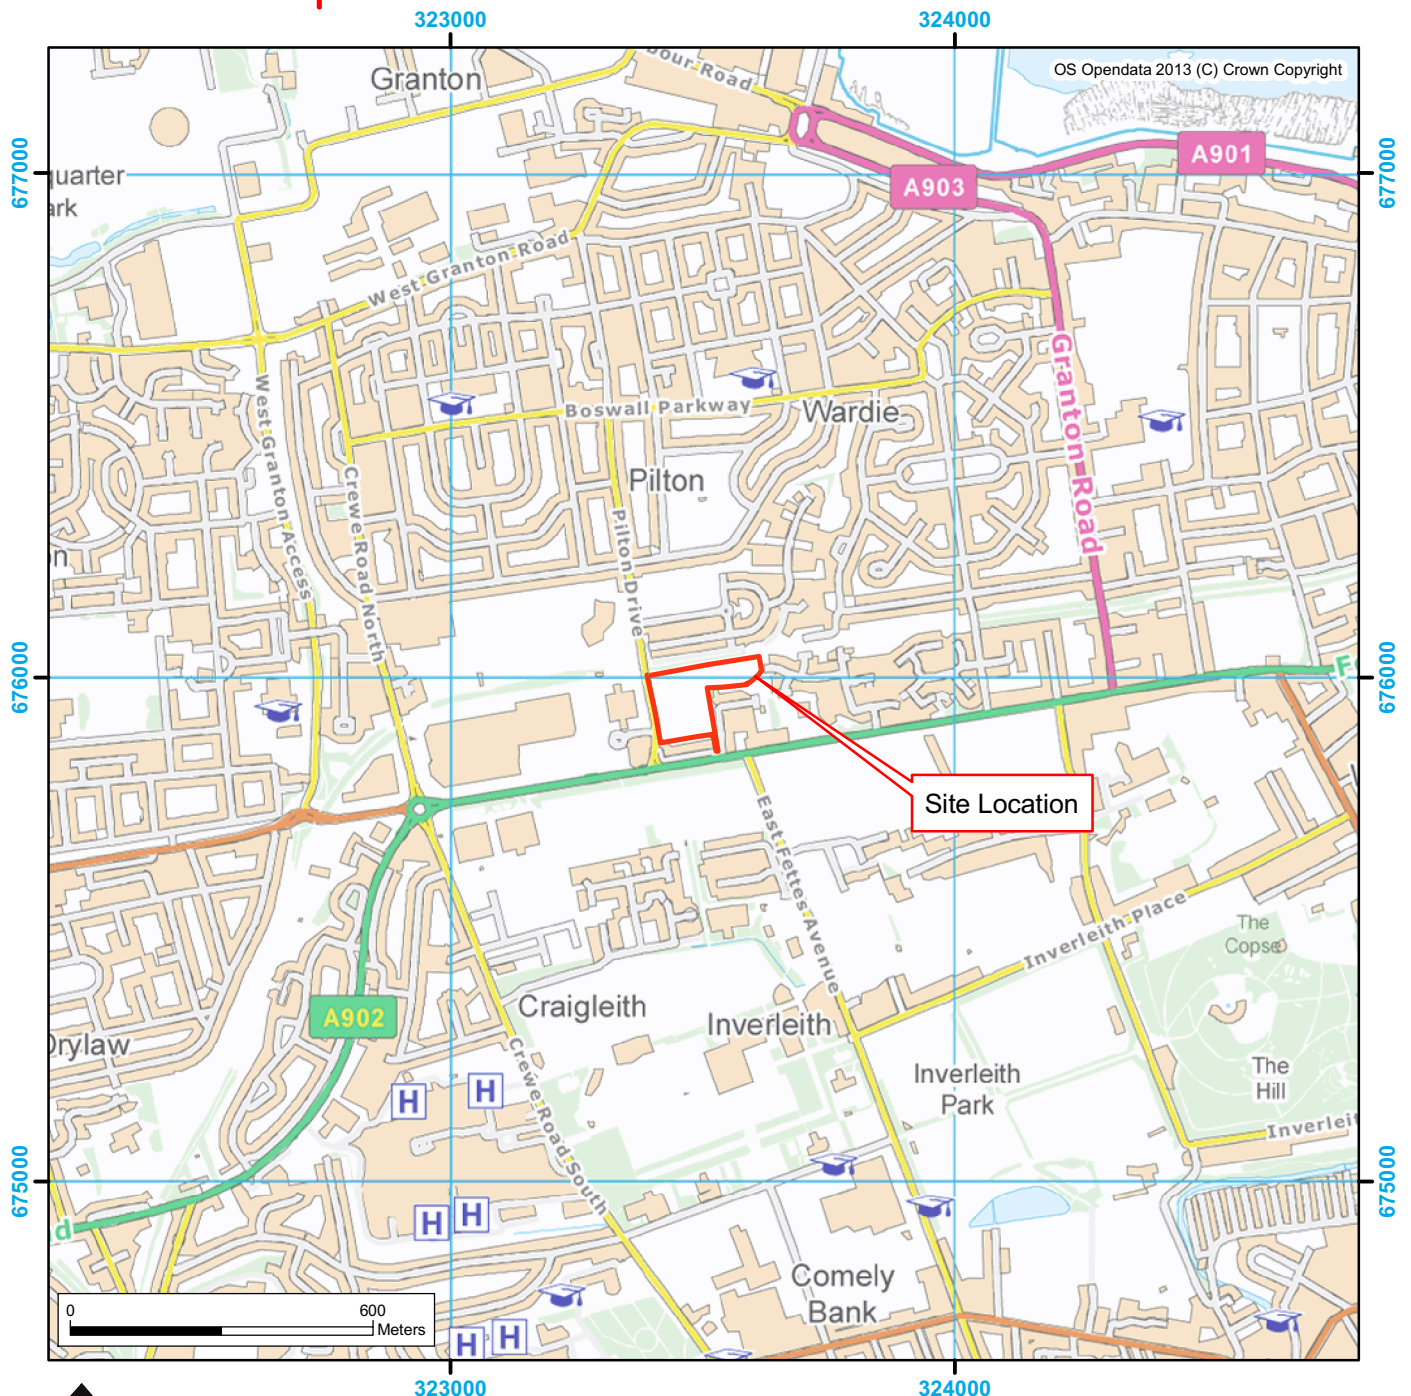 323000
324000
bour Road
OS Opendata 2013 (C) Crown Copyright
Granton
A901
677000
677000
quarter
ark
A903
West Granton Road
Granton Road
West Granton Access
Boswall Parkway
Wardie
Crewe Road North
Pilton
Pilton Drive
on
676000
676000
Site Location
East Fettes Avenue
Inverleith Place
The
Copse
A902
Craigleith
Inverleith
Drylaw
Crewe Road South
Inverleith
Park
The
Hill
H
H
Inverleit
675000
675000
H
H
d
Comely
Bank
0
600
Meters
H
H
323000
324000